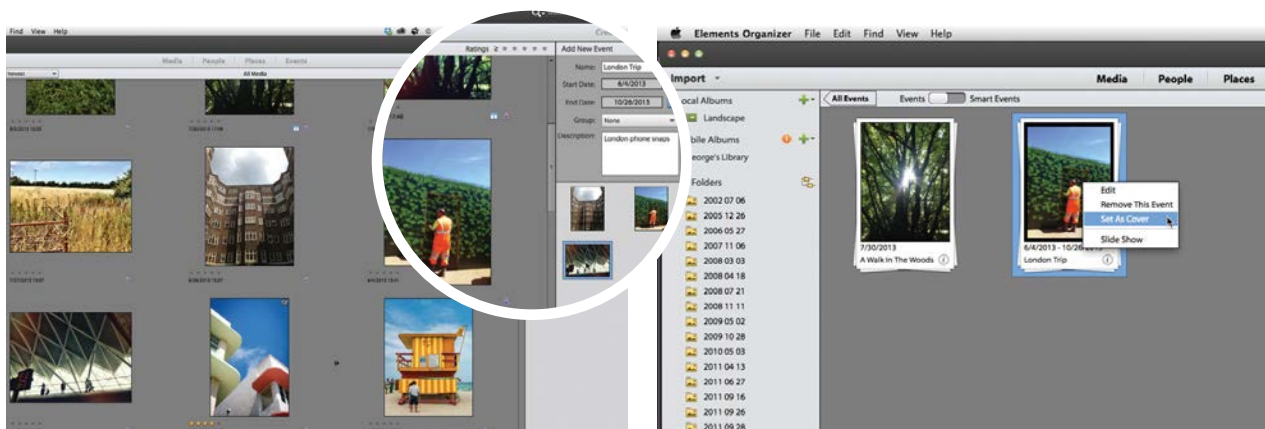 Find View Help
Media People Places Events
All Media
Ratings ≥
Add New Event
Name: London Trip
Start Date: 6/4/2013
End Date: 10/26/2013
Group: None
Description: London phone snaps
Elements Organizer File Edit Find View Help
Import
Media People Places
ocal Albums
Landscape
bile Albums
eorge's Library
Folders
2002 07 06
2005 12 26
2006 05 27
2007 11 06
2008 03 03
2008 04 18
2008 07 21
2008 11 11
2009 05 02
2009 10 28
2010 05 03
2011 04 13
2011 06 27
2011 09 16
2011 09 26
2011 09 28
All Events Events Smart Events
7/30/2013
A Walk In The Woods
6/4/2013 - 10/26
London Trip
Edit
Remove This Event
Set As Cover
Slide Show